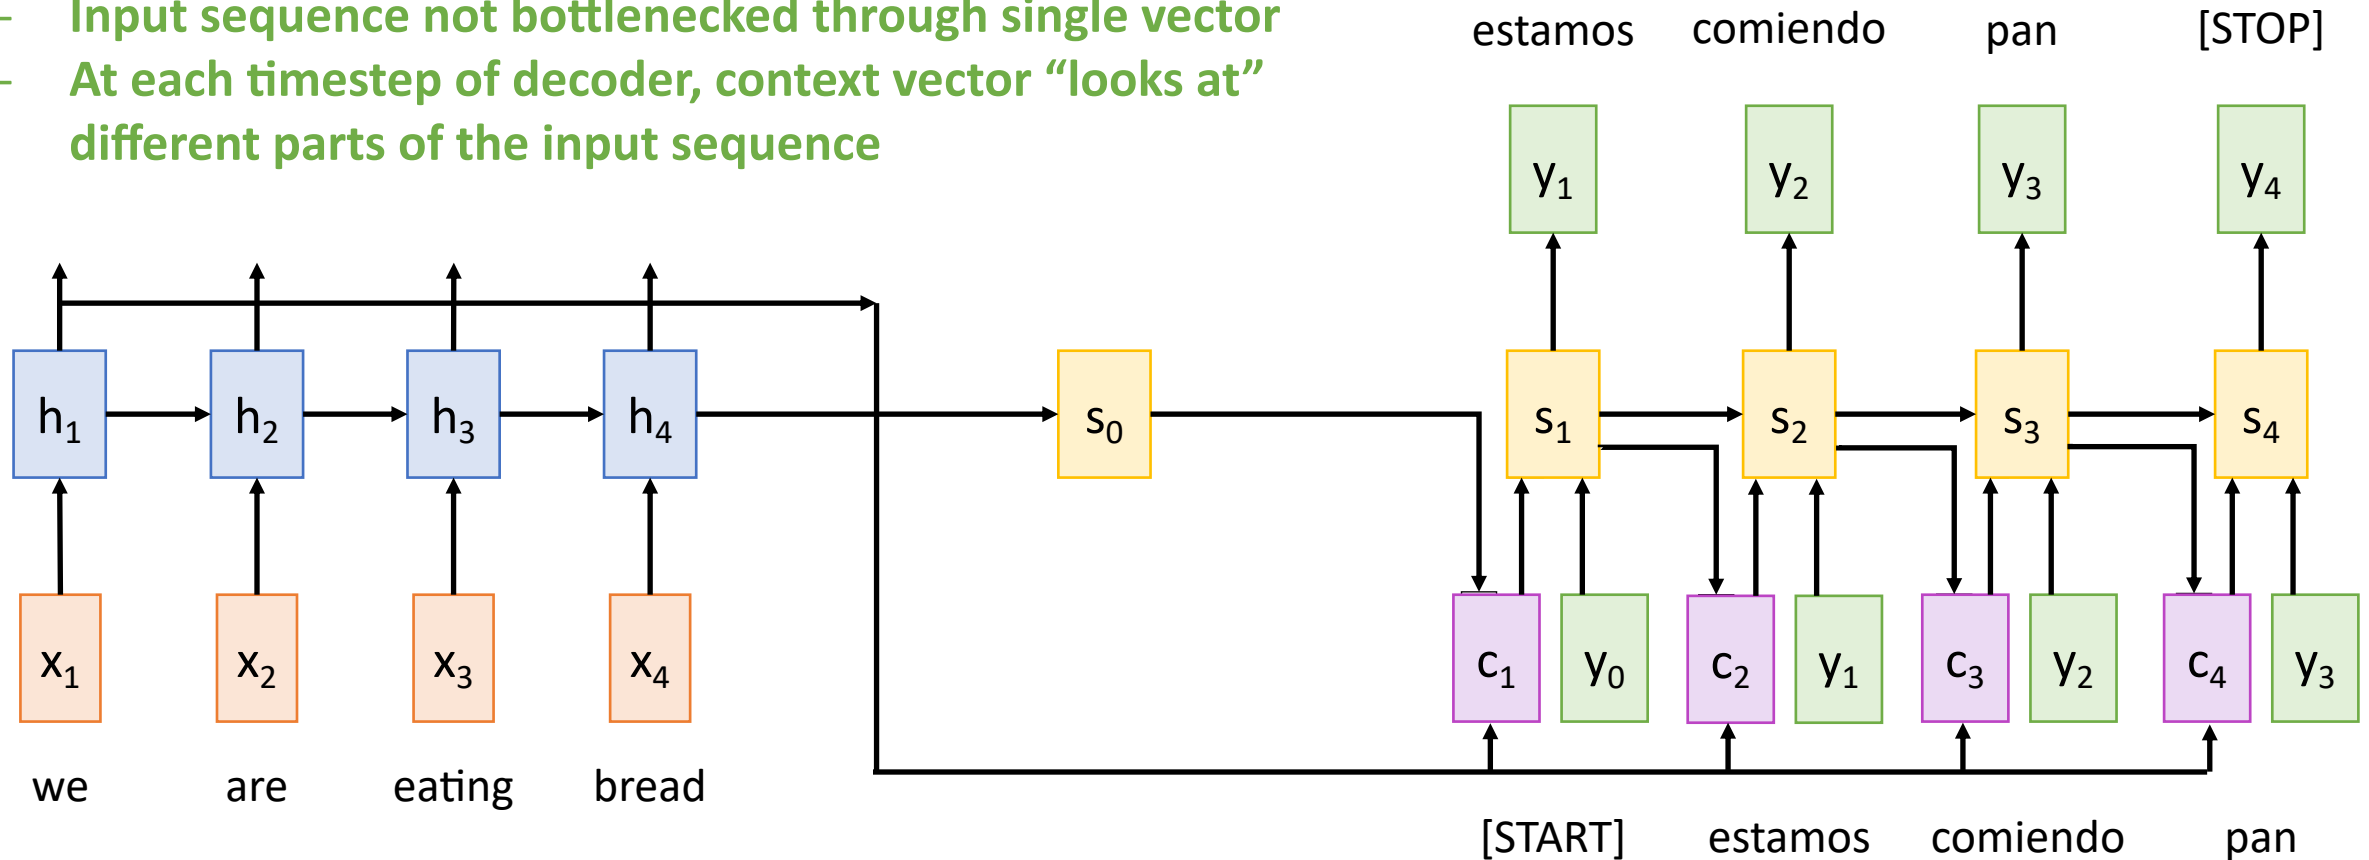 - Input sequence not bottlenecked through single vector
- At each timestep of decoder, context vector “looks at”
different parts of the input sequence
estamos comiendo pan [STOP]
y1 y2 y3 y4
h1 h2 h3 h4 s0 s1 s2 s3 s4
x1 x2 x3 x4 c1 y0 c2 y1 c3 y2 c4 y3
we are eating bread
[START] estamos comiendo pan